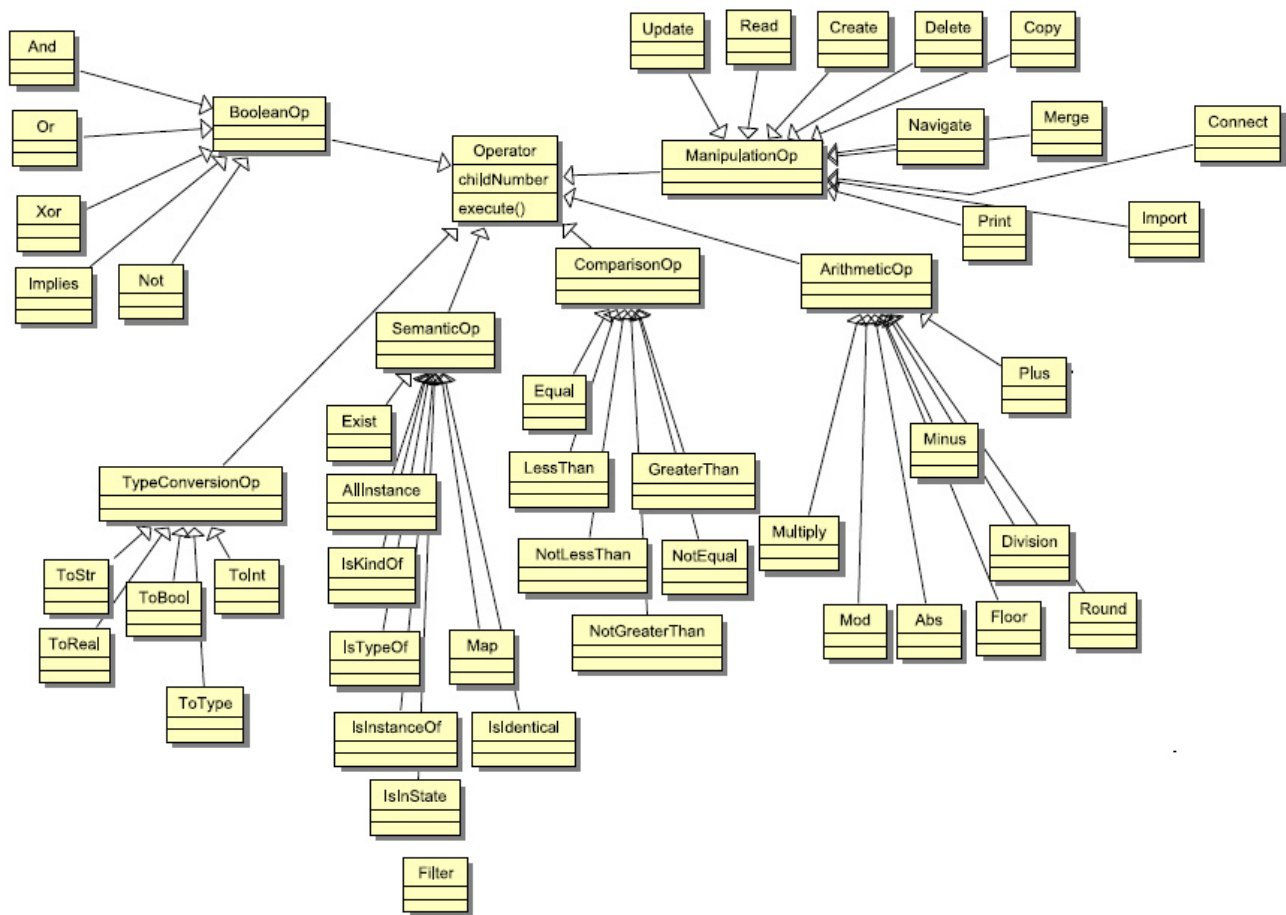 Update
Read
Create
Delete
Copy
And
BooleanOp
Or
Operator
childNumber
execute()
ManipulationOp
Navigate
Merge
Connect
Xor
Print
Import
Implies
Not
ComparisonOp
ArithmeticOp
SemanticOp
Equal
Plus
Exist
Minus
LessThan
GreaterThan
TypeConversionOp
AllInstance
Multiply
Division
NotLessThan
NotEqual
IsKindOf
ToStr
ToBool
ToInt
ToReal
IsTypeOf
Map
NotGreaterThan
Mod
Abs
Floor
Round
ToType
IsInstanceOf
IsIdentical
IsInState
Filter